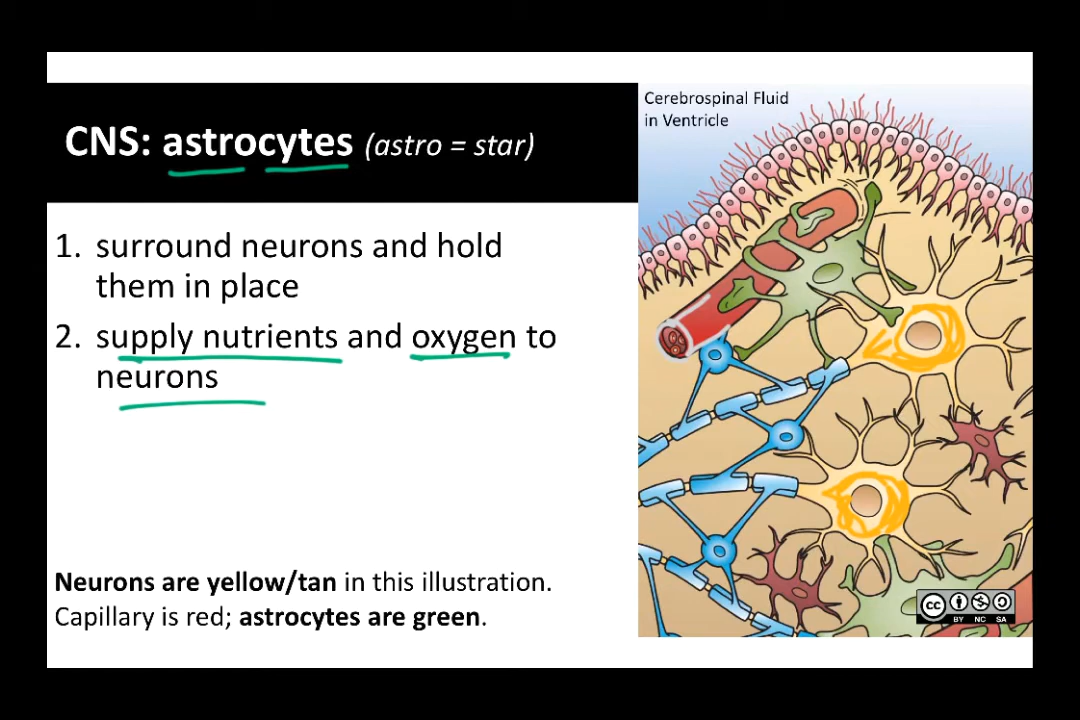 CNS: astrocytes (astro = star)
1. surround neurons and hold
them in place
2. supply nutrients and oxygen to
neurons
Neurons are yellow/tan in this illustration.
Capillary is red; astrocytes are green.
Cerebrospinal Fluid
in Ventricle
cc
BY NC SA